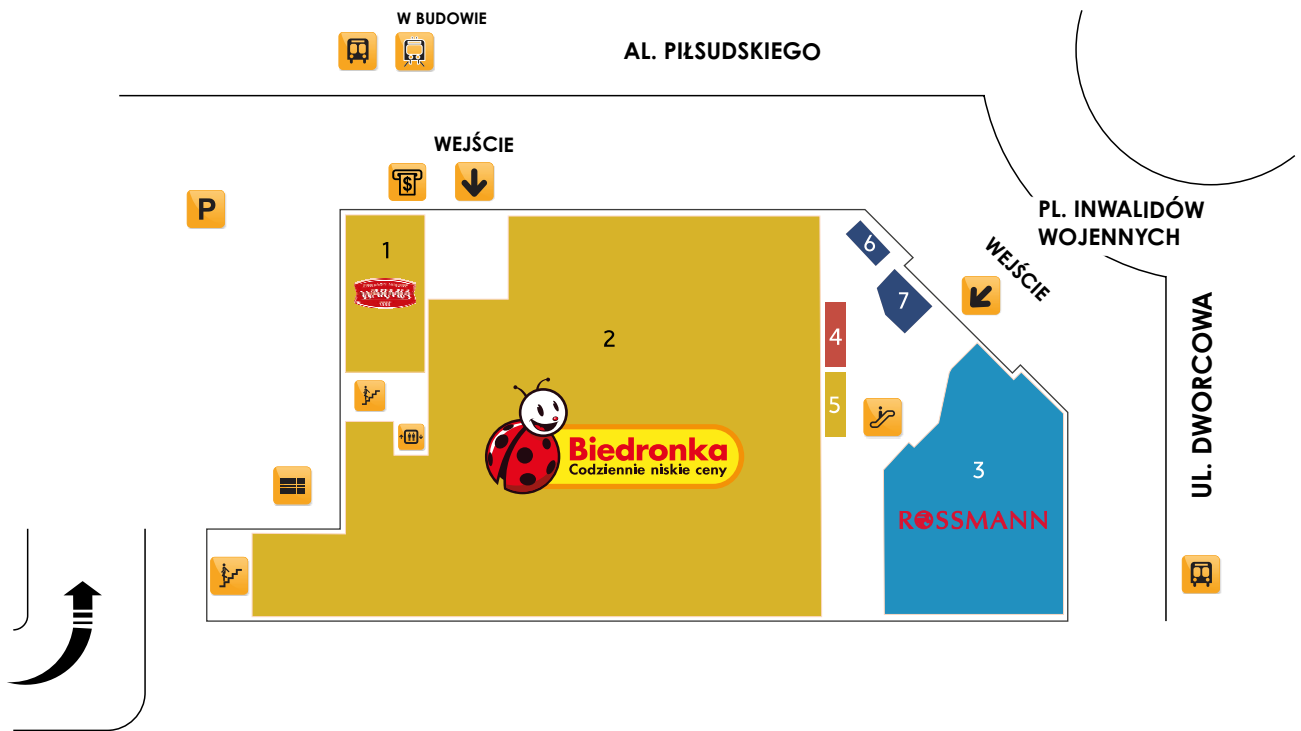 W BUDOWIE
AL. PIŁSUDSKIEGO
WEJŚCIE
$
P
PL. INWALIDÓW
WOJENNYCH
WEJŚCIE
1
WARMIA
6
7
2
4
5
UL. DWORCOWA
Biedronka
Codziennie niskie ceny
3
ROSSMANN